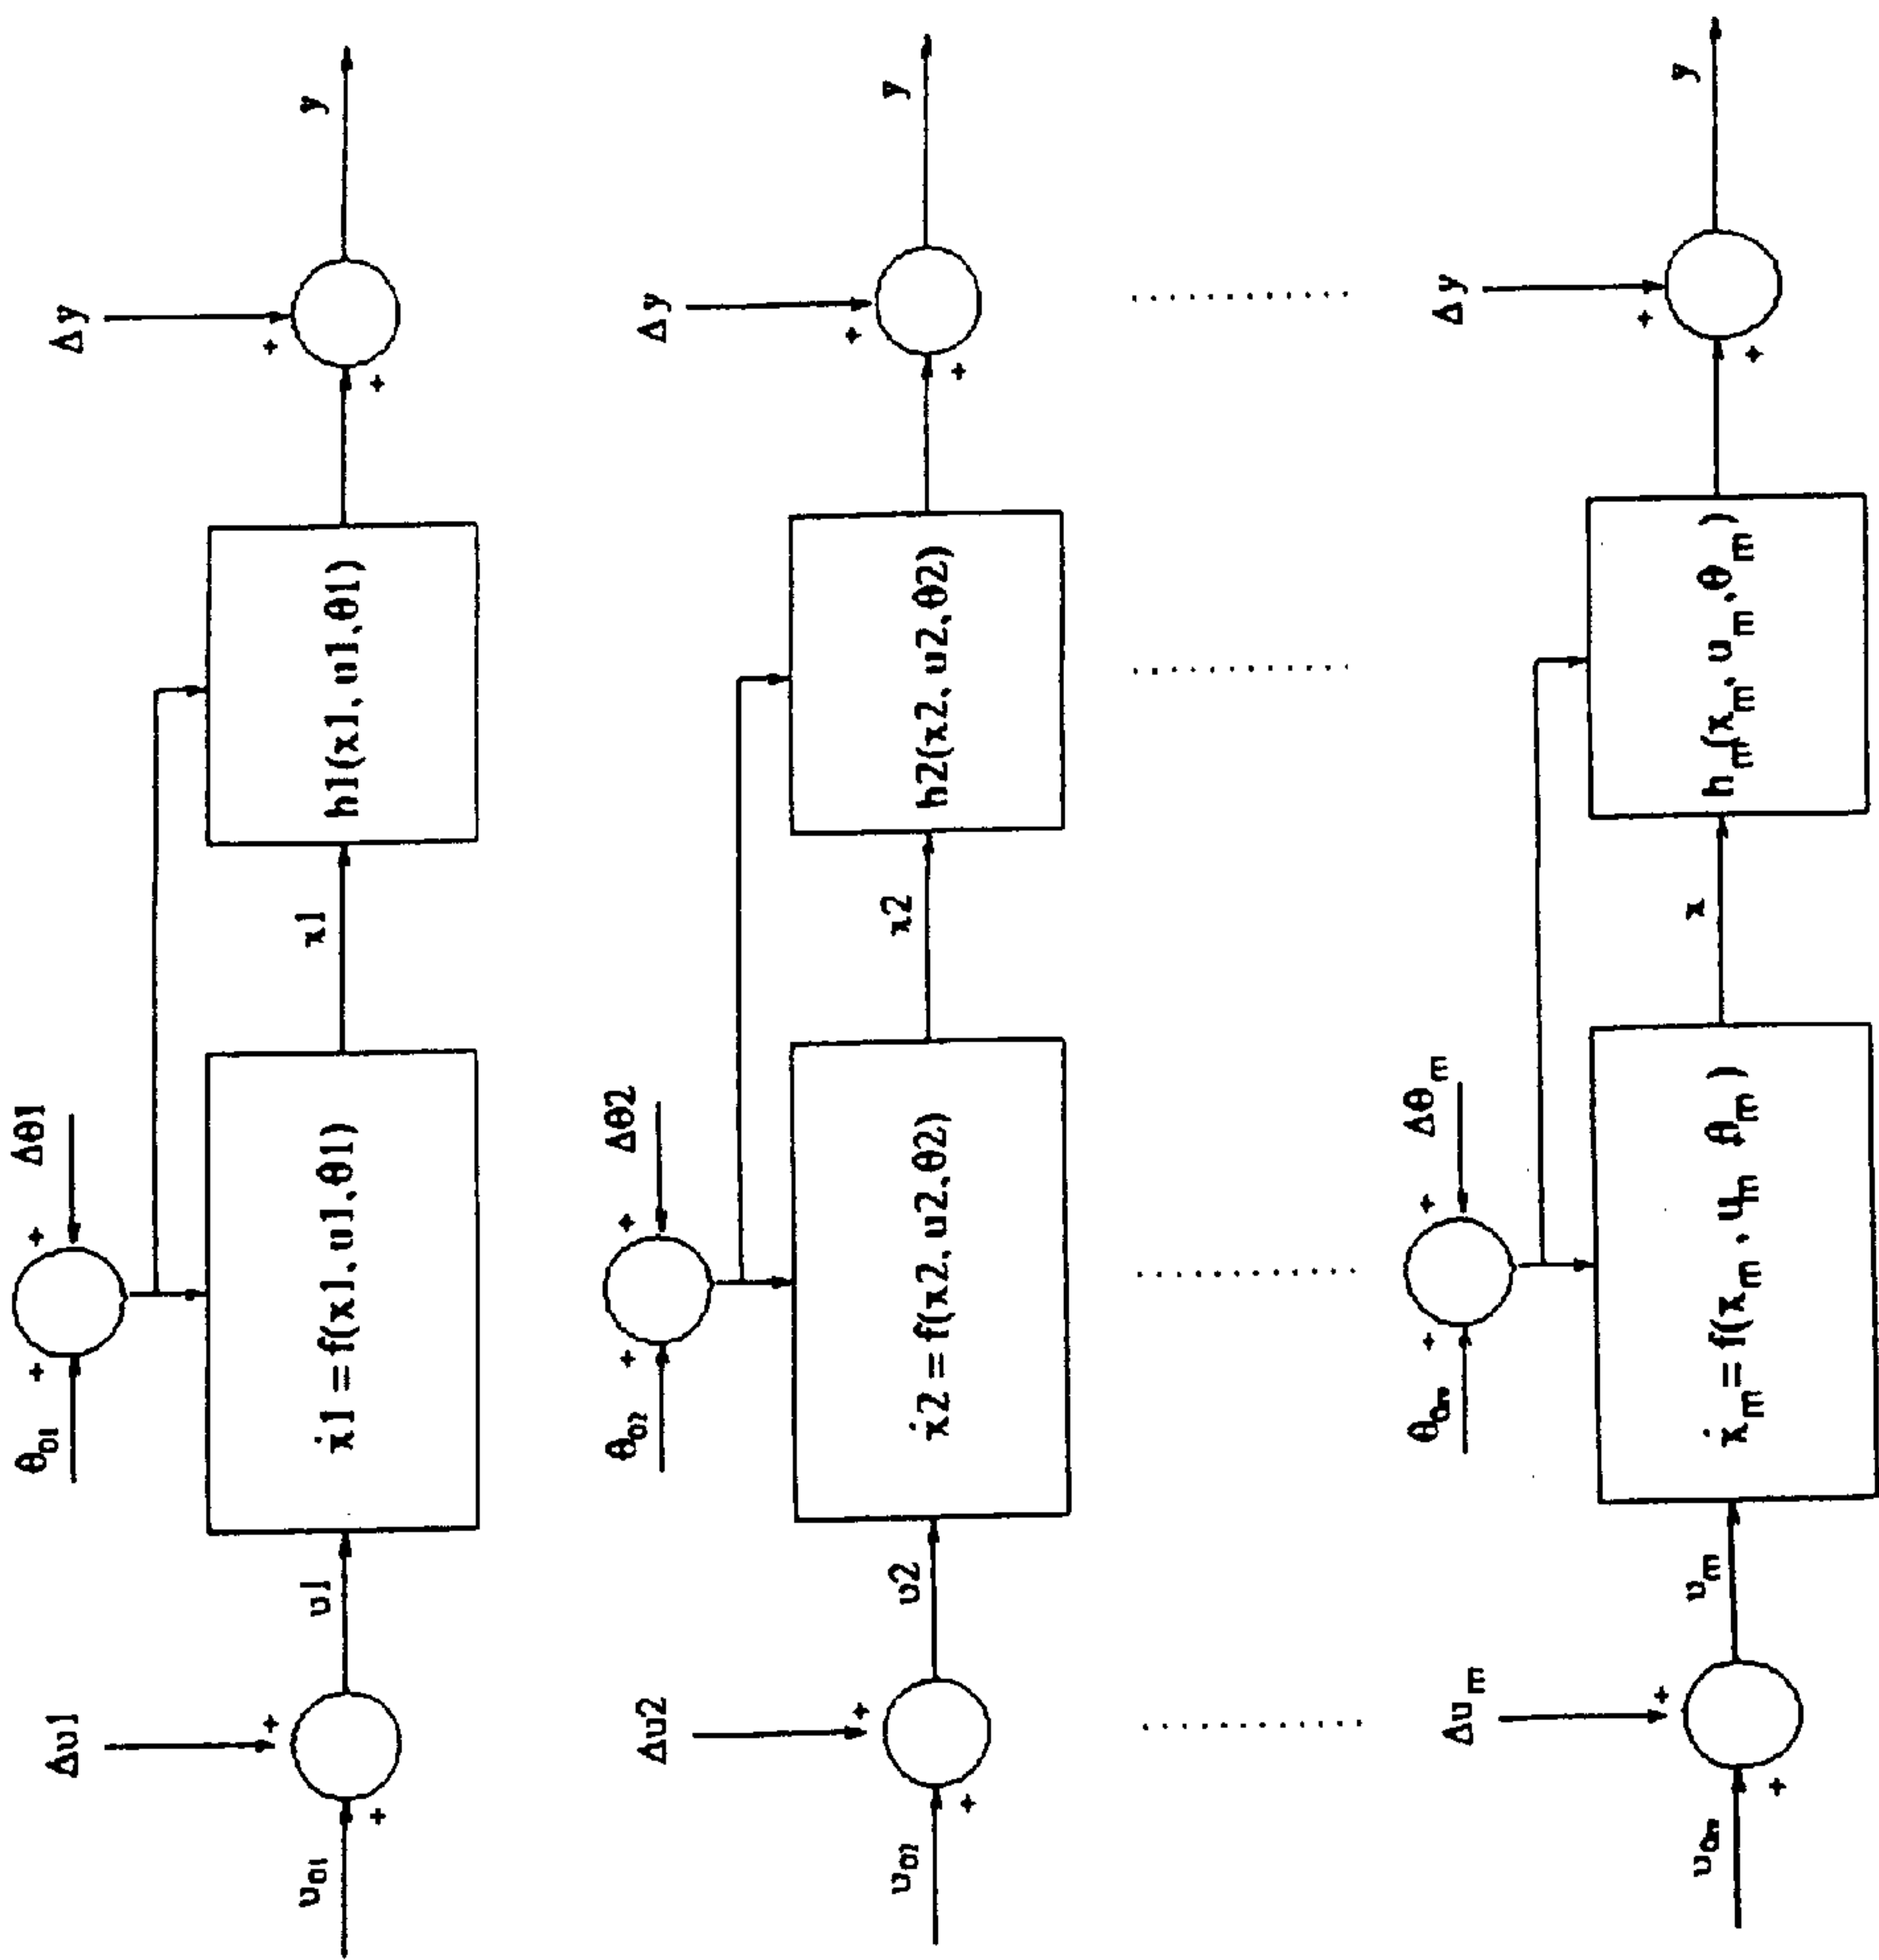 θ₀₁
+
+
Δθ1
Δu1
Δy
u₀₁
+
+
u1
ẋ1 = f(x1, u1, θ1)
x1
h1(x1, u1, θ1)
+
+
y
θ₀₂
+
+
Δθ2
Δu2
Δy
u₀₂
+
+
u2
ẋ2 = f(x2, u2, θ2)
x2
h2(x2, u2, θ2)
+
+
y
θ₀ₘ
+
+
Δθₘ
Δuₘ
Δy
u₀ₘ
+
+
uₘ
ẋₘ = f(xₘ, uₘ, θₘ)
x
hₘ(xₘ, uₘ, θₘ)
+
+
y